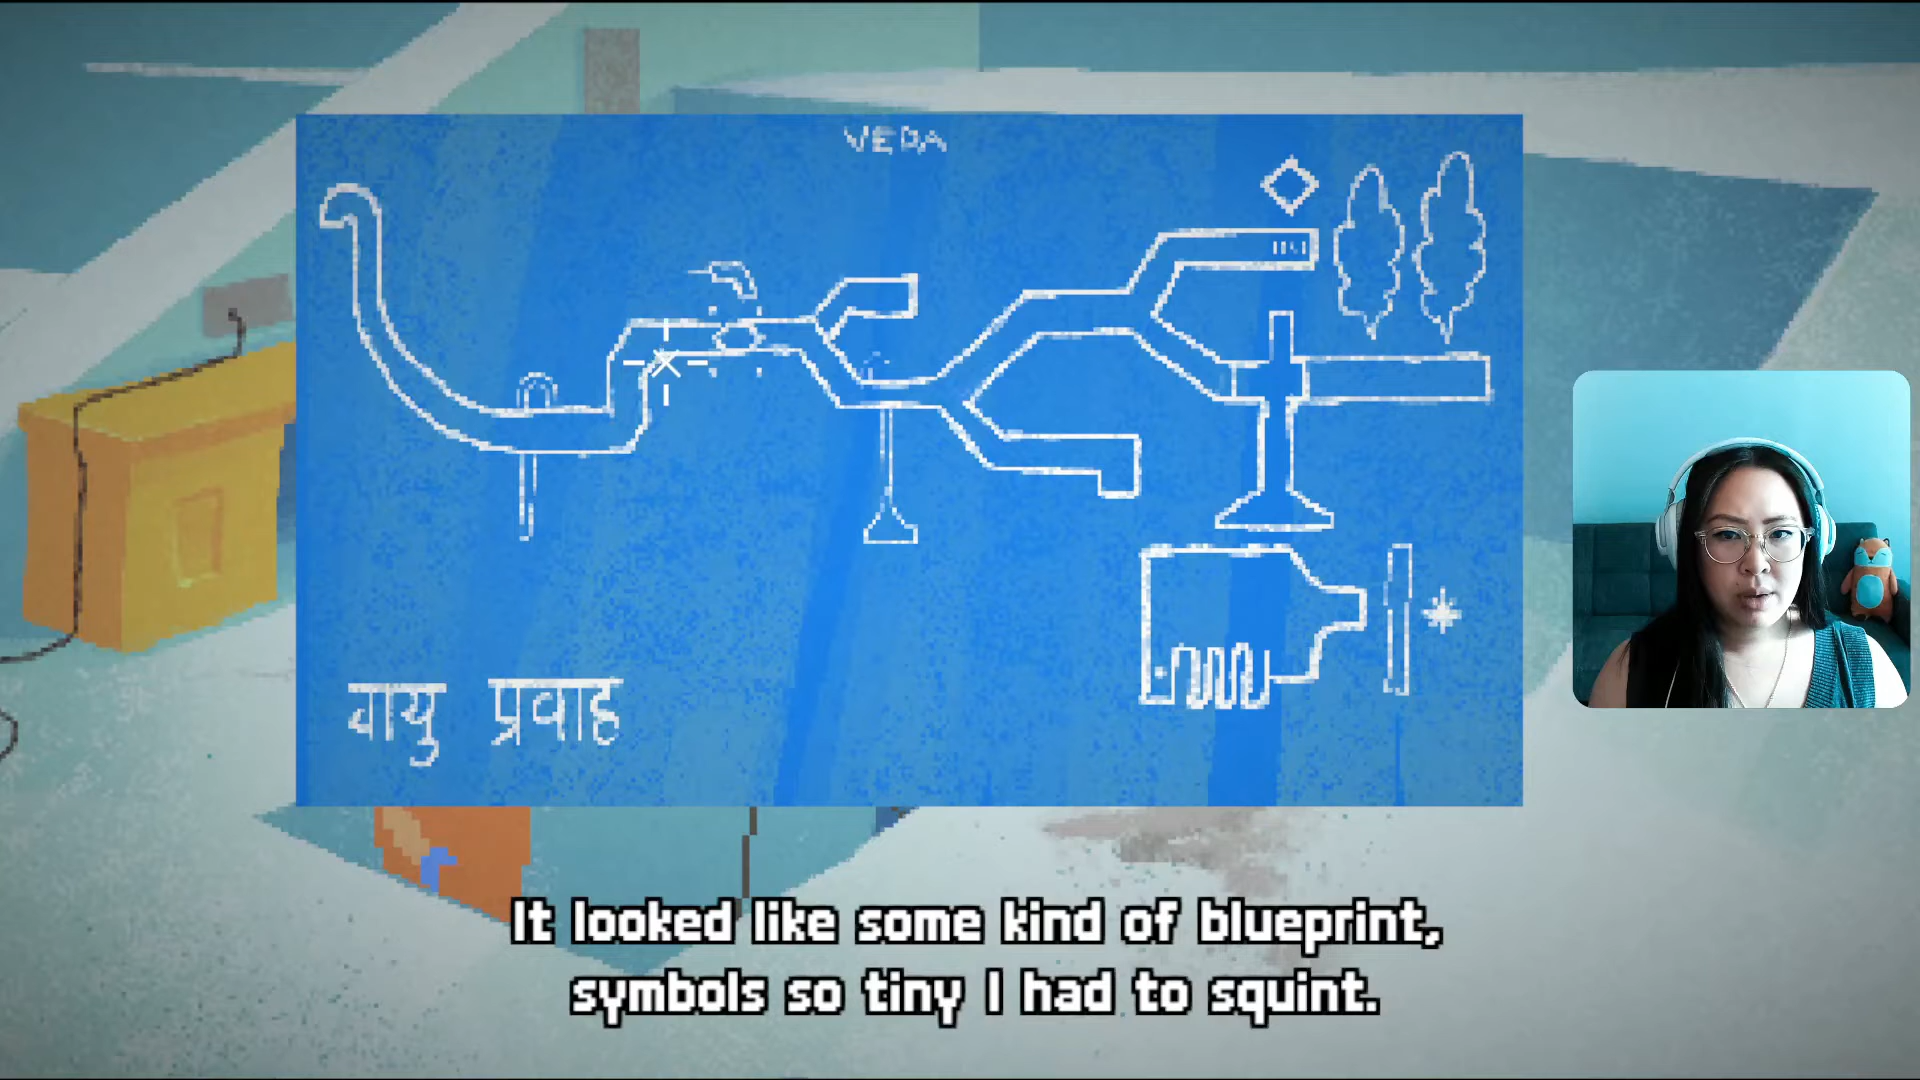 VEDA
वायु प्रवाह
It looked like some kind of blueprint,
symbols so tiny I had to squint.